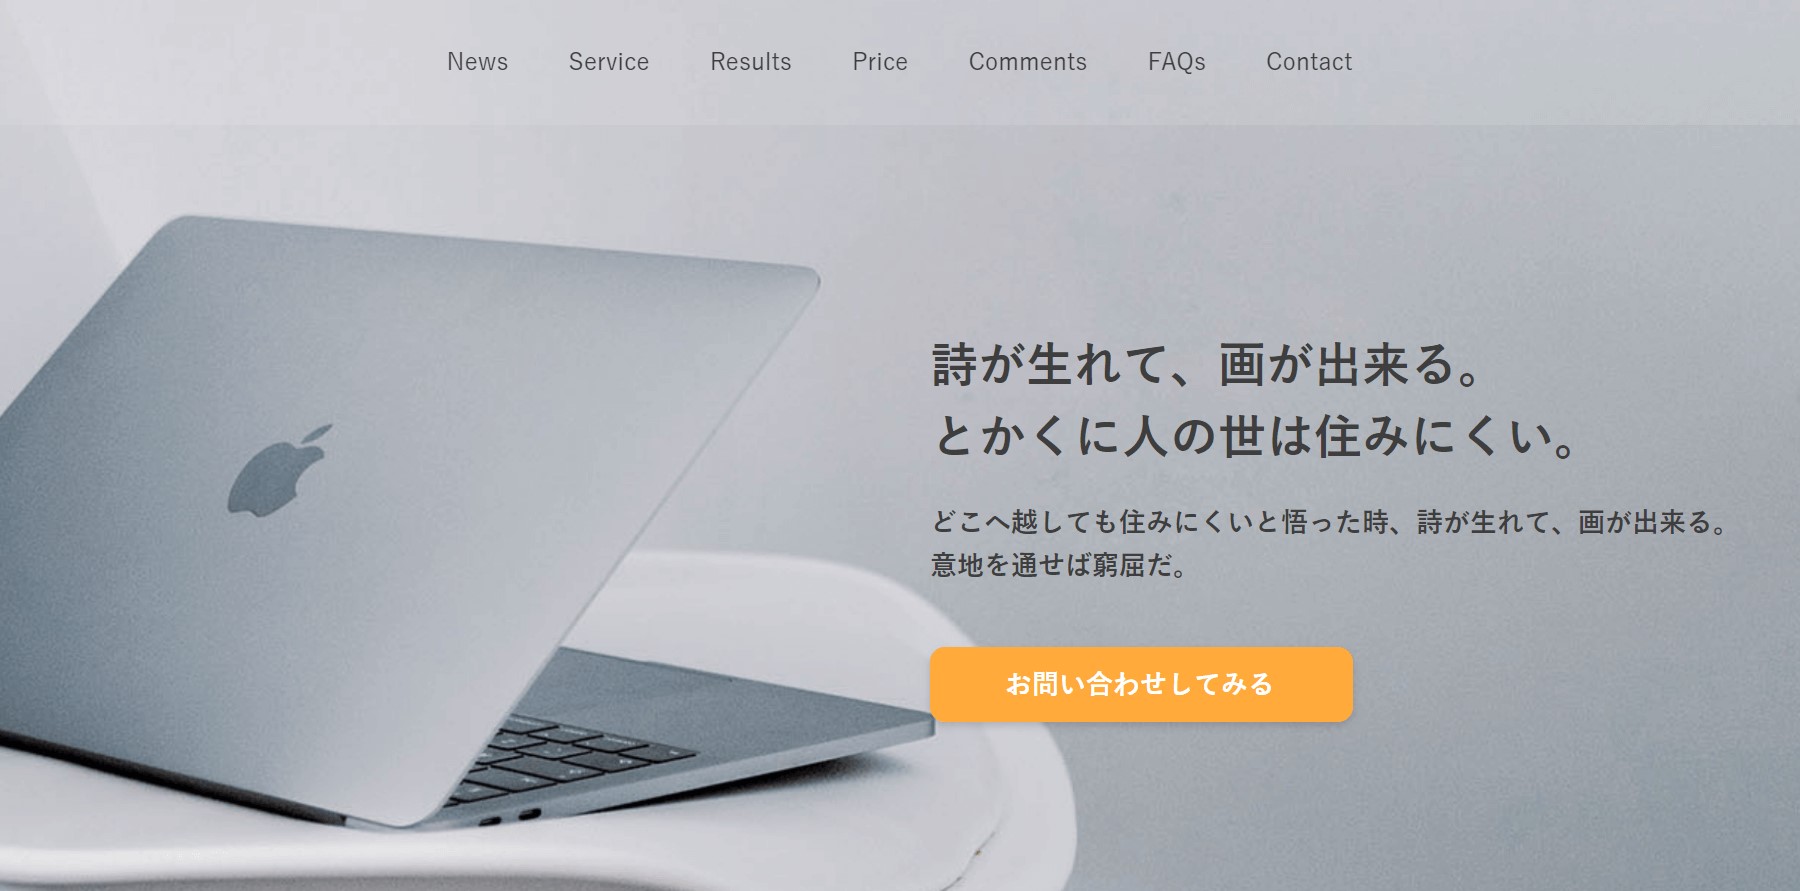 News Service Results Price Comments FAQs Contact
詩が生れて、画が出来る。
とかくに人の世は住みにくい。
どこへ越しても住みにくいと悟った時、詩が生れて、画が出来る。
意地を通せば窮屈だ。
お問い合わせしてみる